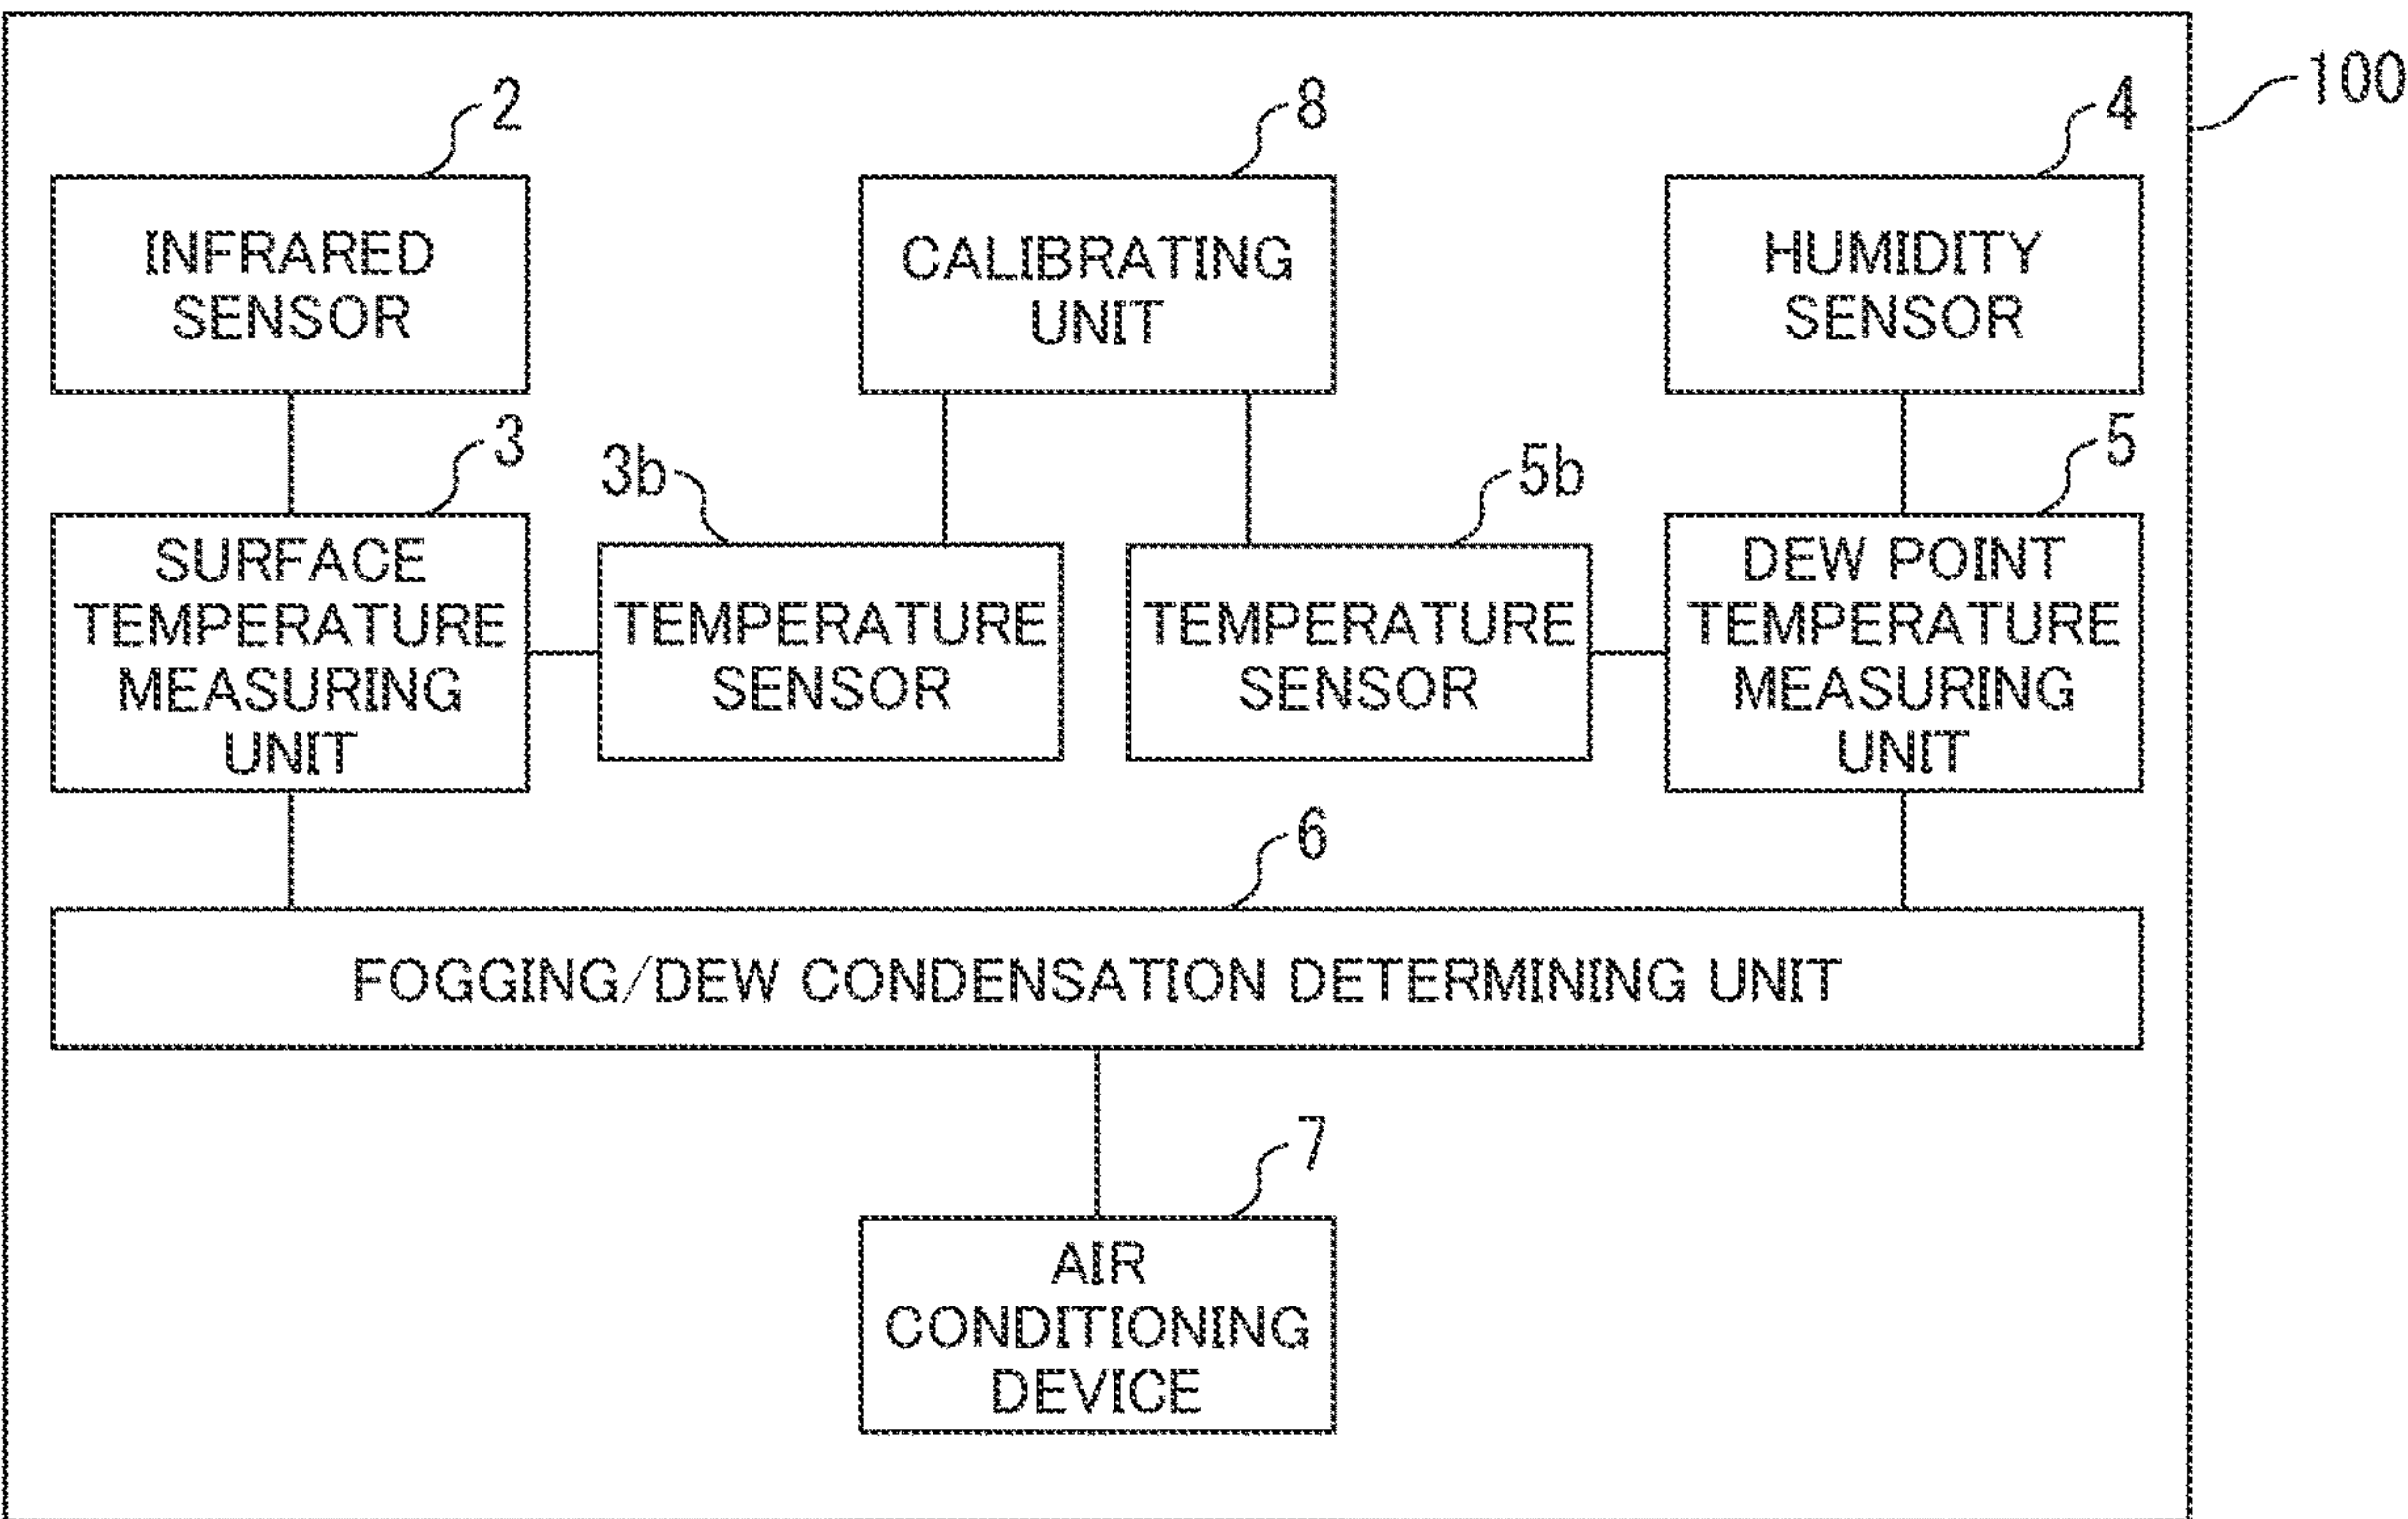 100
2
8
4
INFRARED
SENSOR
CALIBRATING
UNIT
HUMIDITY
SENSOR
3
3b
5b
5
SURFACE
TEMPERATURE
MEASURING
UNIT
TEMPERATURE
SENSOR
TEMPERATURE
SENSOR
DEW POINT
TEMPERATURE
MEASURING
UNIT
6
FOGGING/DEW CONDENSATION DETERMINING UNIT
7
AIR
CONDITIONING
DEVICE